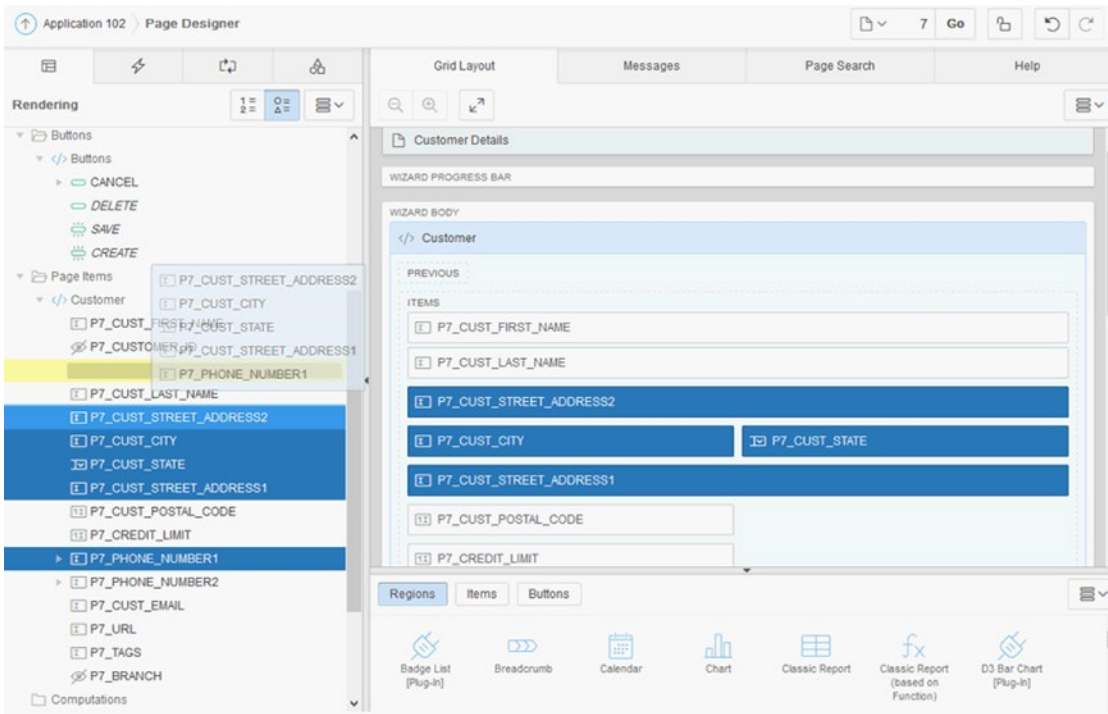 Application 102 Page Designer 7 Go
Grid Layout Messages Page Search Help
Rendering
Buttons
Buttons
CANCEL
DELETE
SAVE
CREATE
Page Items
Customer
P7_CUST_FIRST_NAME
P7_CUSTOMER_ID
P7_CUST_LAST_NAME
P7_CUST_STREET_ADDRESS2
P7_CUST_CITY
P7_CUST_STATE
P7_CUST_STREET_ADDRESS1
P7_CUST_POSTAL_CODE
P7_CREDIT_LIMIT
P7_PHONE_NUMBER1
P7_PHONE_NUMBER2
P7_CUST_EMAIL
P7_URL
P7_TAGS
P7_BRANCH
Computations
P7_CUST_STREET_ADDRESS2
P7_CUST_CITY
P7_CUST_STATE
P7_CUST_STREET_ADDRESS1
P7_PHONE_NUMBER1
Customer Details
WIZARD PROGRESS BAR
WIZARD BODY
Customer
PREVIOUS
ITEMS
P7_CUST_FIRST_NAME
P7_CUST_LAST_NAME
P7_CUST_STREET_ADDRESS2
P7_CUST_CITY P7_CUST_STATE
P7_CUST_STREET_ADDRESS1
P7_CUST_POSTAL_CODE
P7_CREDIT_LIMIT
Regions Items Buttons
Badge List Breadcrumb Calendar Chart Classic Report Classic Report D3 Bar Chart
[Plug-In] (based on [Plug-In]
Function)